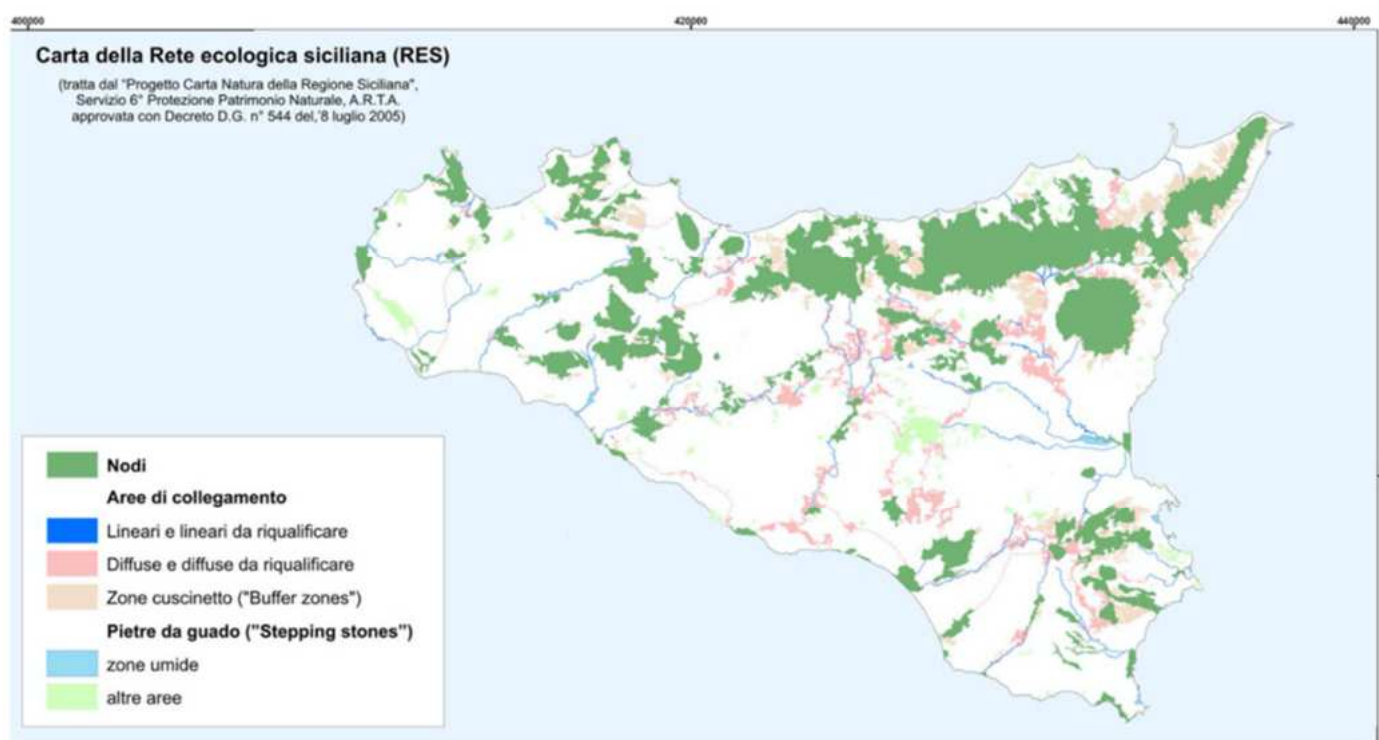 400000 420000 440000
Carta della Rete ecologica siciliana (RES)
(tratta dal "Progetto Carta Natura della Regione Siciliana",
Servizio 6° Protezione Patrimonio Naturale, A.R.T.A.
approvata con Decreto D.G. n° 544 del,'8 luglio 2005)
Nodi
Aree di collegamento
Lineari e lineari da riqualificare
Diffuse e diffuse da riqualificare
Zone cuscinetto ("Buffer zones")
Pietre da guado ("Stepping stones")
zone umide
altre aree